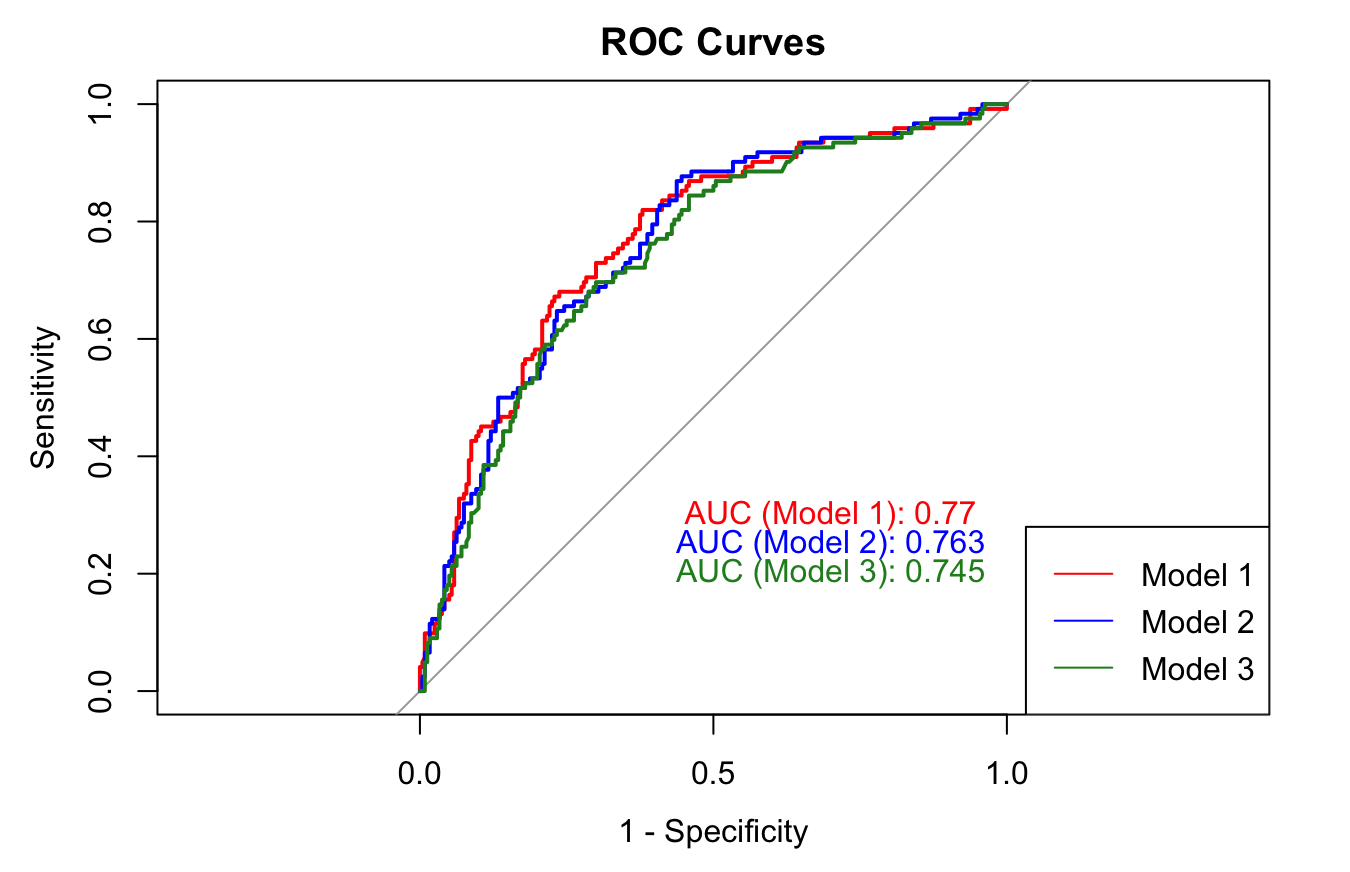 ROC Curves
1.0
0.8
0.6
0.4
0.2
0.0
Sensitivity
AUC (Model 1): 0.77
AUC (Model 2): 0.763
AUC (Model 3): 0.745
Model 1
Model 2
Model 3
0.0
0.5
1.0
1 - Specificity